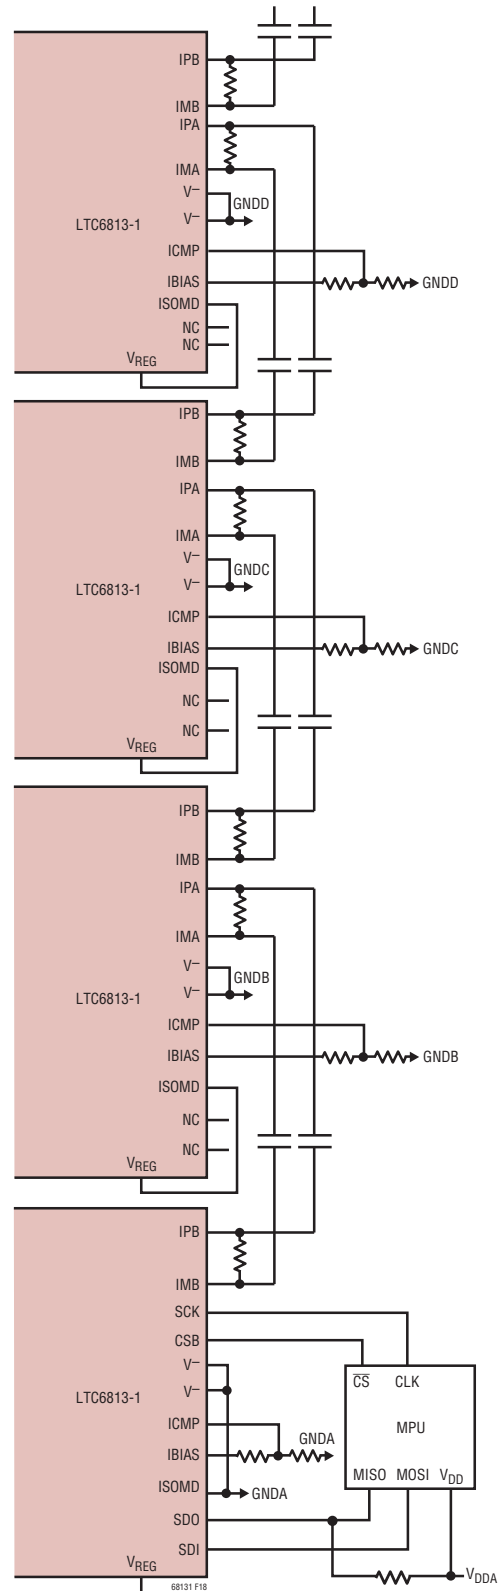 IPB
IMB
IPA
IMA
V–
GNDD
V–
LTC6813-1
ICMP
IBIAS
GNDD
ISOMD
NC
NC
VREG
IPB
IMB
IPA
IMA
V–
GNDC
V–
LTC6813-1
ICMP
IBIAS
GNDC
ISOMD
NC
NC
VREG
IPB
IMB
IPA
IMA
V–
GNDB
V–
LTC6813-1
ICMP
IBIAS
GNDB
ISOMD
NC
NC
VREG
IPB
IMB
SCK
CSB
V–
V–
CS CLK
LTC6813-1
MPU
ICMP
GNDA
IBIAS
MISO MOSI VDD
ISOMD
GNDA
SDO
SDI
VREG
VDDA
68131 F18